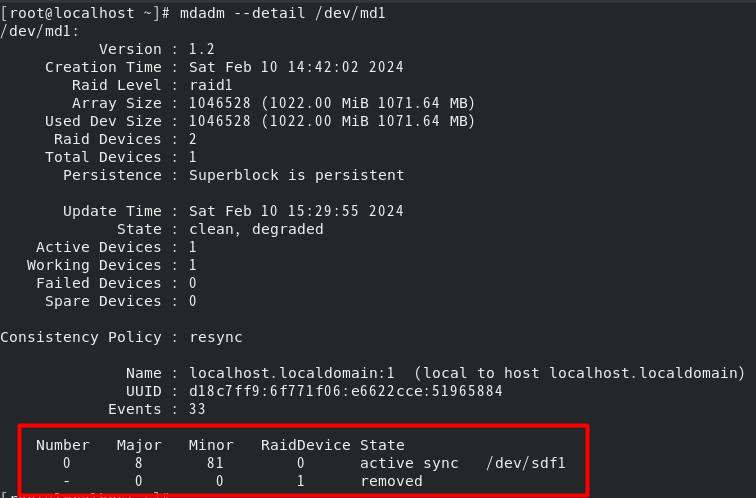 [root@localhost ~]# mdadm --detail /dev/md1
/dev/md1:
Version : 1.2
Creation Time : Sat Feb 10 14:42:02 2024
Raid Level : raid1
Array Size : 1046528 (1022.00 MiB 1071.64 MB)
Used Dev Size : 1046528 (1022.00 MiB 1071.64 MB)
Raid Devices : 2
Total Devices : 1
Persistence : Superblock is persistent
Update Time : Sat Feb 10 15:29:55 2024
State : clean, degraded
Active Devices : 1
Working Devices : 1
Failed Devices : 0
Spare Devices : 0
Consistency Policy : resync
Name : localhost.localdomain:1 (local to host localhost.localdomain)
UUID : d18c7ff9:6f771f06:e6622cce:51965884
Events : 33
Number Major Minor RaidDevice State
0 8 81 0 active sync /dev/sdf1
- 0 0 1 removed